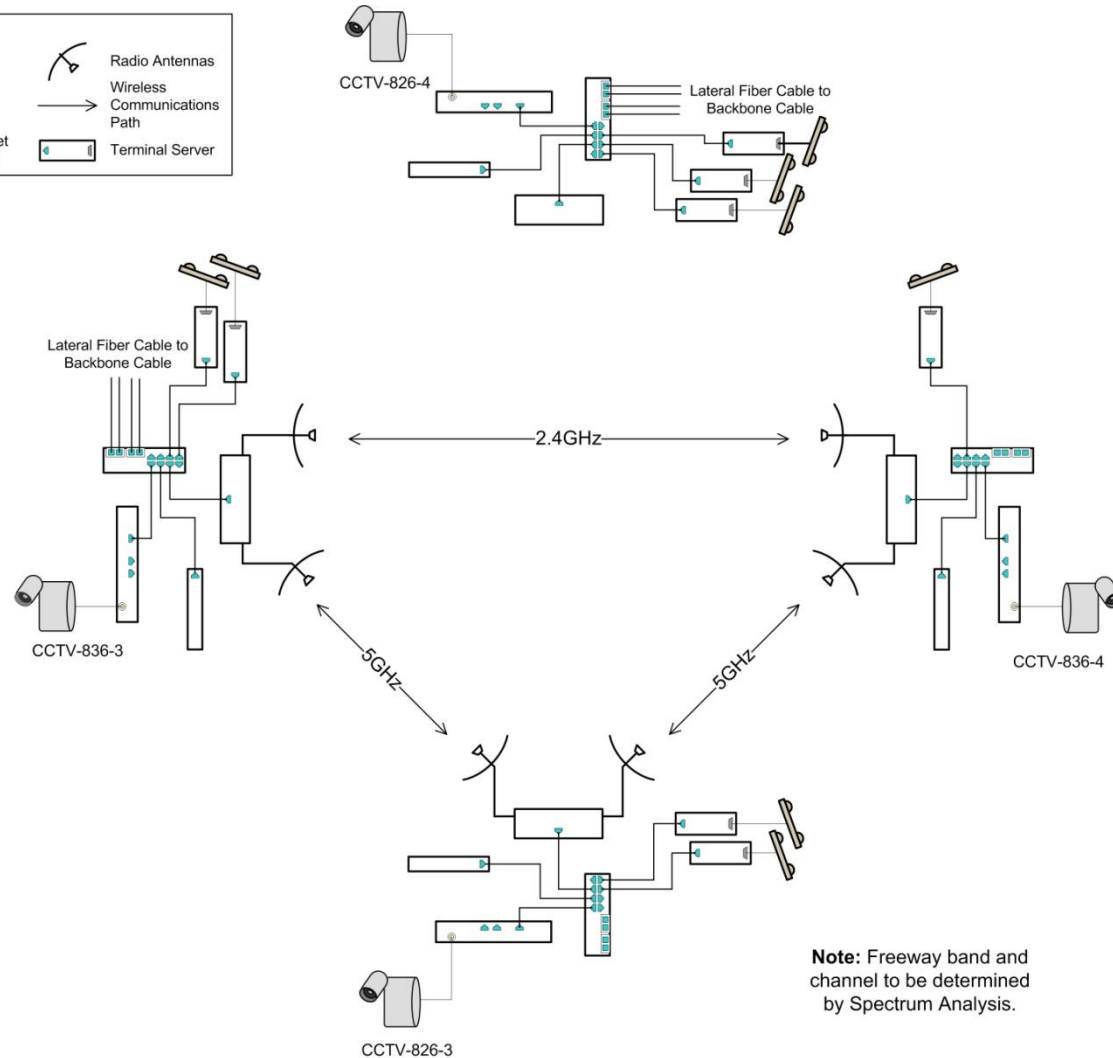 Radio Antennas
Wireless
Communications
Path
et
Terminal Server
CCTV-826-4
Lateral Fiber Cable to
Backbone Cable
Lateral Fiber Cable to
Backbone Cable
2.4GHz
CCTV-836-3
CCTV-836-4
5GHz
5GHz
Note: Freeway band and
channel to be determined
by Spectrum Analysis.
CCTV-826-3